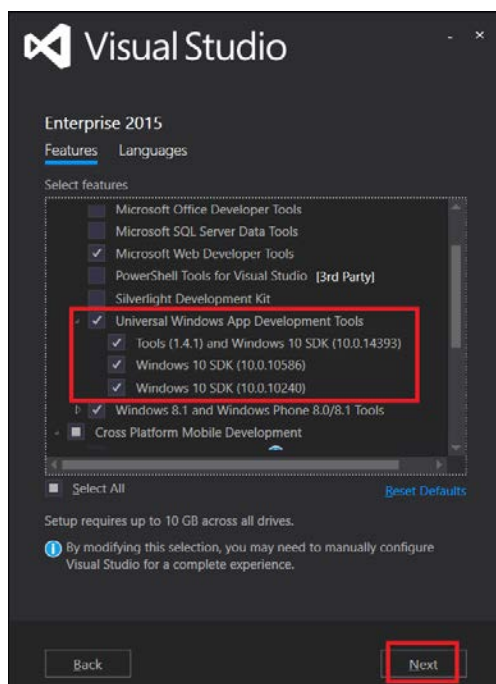 Visual Studio
Enterprise 2015
Features Languages
Select features
Microsoft Office Developer Tools
Microsoft SQL Server Data Tools
Microsoft Web Developer Tools
PowerShell Tools for Visual Studio [3rd Party]
Silverlight Development Kit
Universal Windows App Development Tools
Tools (1.4.1) and Windows 10 SDK (10.0.14393)
Windows 10 SDK (10.0.10586)
Windows 10 SDK (10.0.10240)
Windows 8.1 and Windows Phone 8.0/8.1 Tools
Cross Platform Mobile Development
Select All Reset Defaults
Setup requires up to 10 GB across all drives.
By modifying this selection, you may need to manually configure
Visual Studio for a complete experience.
Back Next